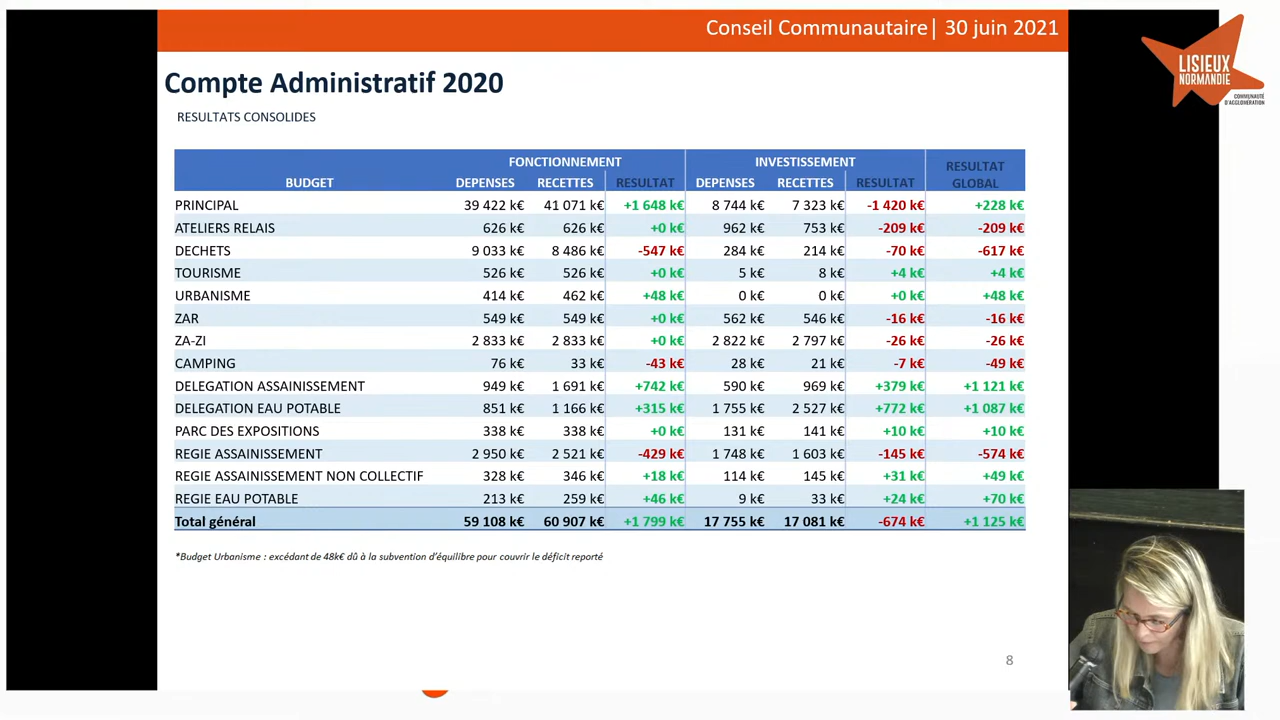 Conseil Communautaire| 30 juin 2021
LISIEUX
NORMANDIE
COMMUNAUTÉ
D'AGGLOMÉRATION
Compte Administratif 2020
RESULTATS CONSOLIDES
FONCTIONNEMENT INVESTISSEMENT RESULTAT
BUDGET DEPENSES RECETTES RESULTAT DEPENSES RECETTES RESULTAT GLOBAL
PRINCIPAL 39 422 k€ 41 071 k€ +1 648 k€ 8 744 k€ 7 323 k€ -1 420 k€ +228 k€
ATELIERS RELAIS 626 k€ 626 k€ +0 k€ 962 k€ 753 k€ -209 k€ -209 k€
DECHETS 9 033 k€ 8 486 k€ -547 k€ 284 k€ 214 k€ -70 k€ -617 k€
TOURISME 526 k€ 526 k€ +0 k€ 5 k€ 8 k€ +4 k€ +4 k€
URBANISME 414 k€ 462 k€ +48 k€ 0 k€ 0 k€ +0 k€ +48 k€
ZAR 549 k€ 549 k€ +0 k€ 562 k€ 546 k€ -16 k€ -16 k€
ZA-ZI 2 833 k€ 2 833 k€ +0 k€ 2 822 k€ 2 797 k€ -26 k€ -26 k€
CAMPING 76 k€ 33 k€ -43 k€ 28 k€ 21 k€ -7 k€ -49 k€
DELEGATION ASSAINISSEMENT 949 k€ 1 691 k€ +742 k€ 590 k€ 969 k€ +379 k€ +1 121 k€
DELEGATION EAU POTABLE 851 k€ 1 166 k€ +315 k€ 1 755 k€ 2 527 k€ +772 k€ +1 087 k€
PARC DES EXPOSITIONS 338 k€ 338 k€ +0 k€ 131 k€ 141 k€ +10 k€ +10 k€
REGIE ASSAINISSEMENT 2 950 k€ 2 521 k€ -429 k€ 1 748 k€ 1 603 k€ -145 k€ -574 k€
REGIE ASSAINISSEMENT NON COLLECTIF 328 k€ 346 k€ +18 k€ 114 k€ 145 k€ +31 k€ +49 k€
REGIE EAU POTABLE 213 k€ 259 k€ +46 k€ 9 k€ 33 k€ +24 k€ +70 k€
Total général 59 108 k€ 60 907 k€ +1 799 k€ 17 755 k€ 17 081 k€ -674 k€ +1 125 k€
*Budget Urbanisme : excédant de 48k€ dû à la subvention d'équilibre pour couvrir le déficit reporté
8